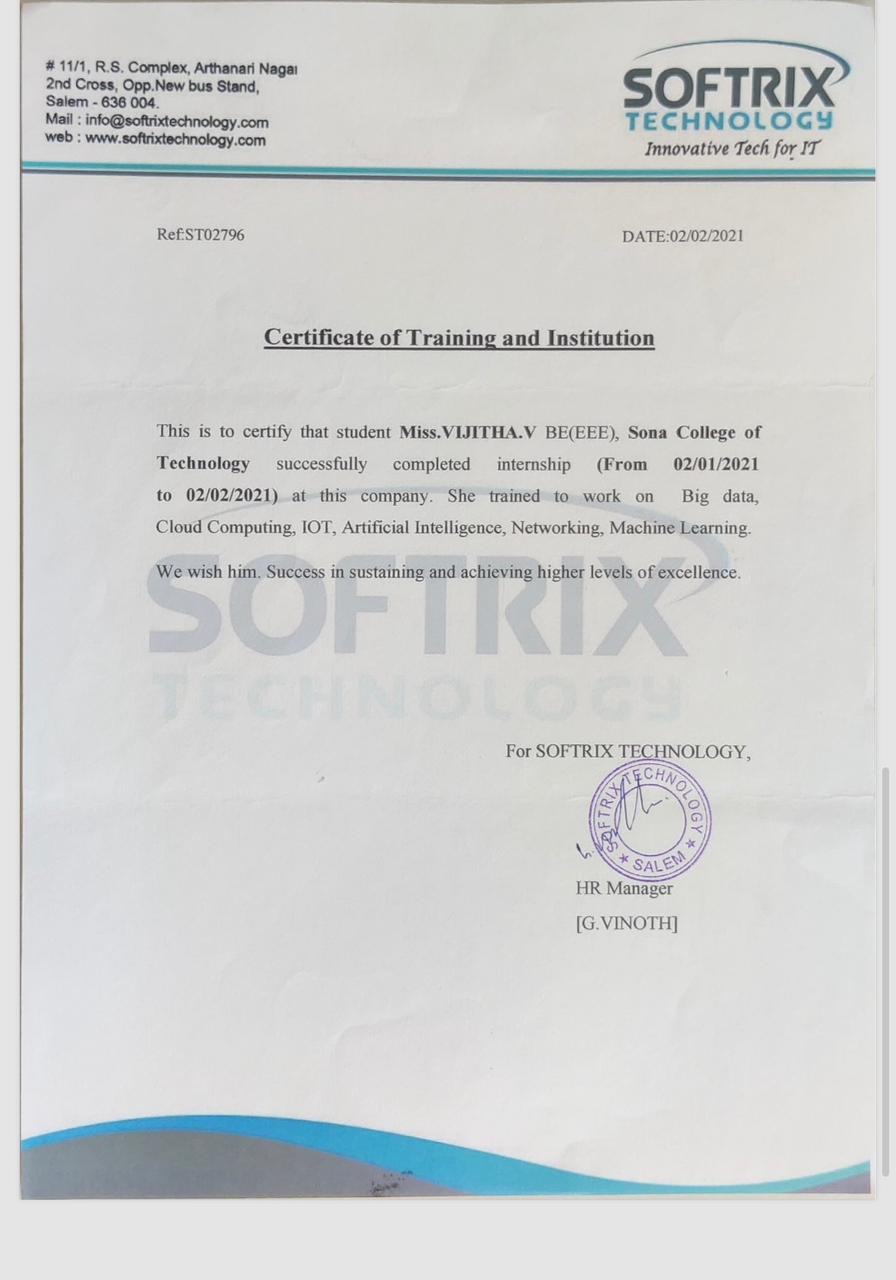 # 11/1, R.S. Complex, Arthanari Nagar
2nd Cross, Opp.New bus Stand,
Salem - 636 004.
Mail : info@softrixtechnology.com
web : www.softrixtechnology.com
SOFTRIX
TECHNOLOGY
Innovative Tech for IT
Ref:ST02796
DATE:02/02/2021
Certificate of Training and Institution
This is to certify that student Miss.VIJITHA.V BE(EEE), Sona College of
Technology successfully completed internship (From 02/01/2021
to 02/02/2021) at this company. She trained to work on Big data,
Cloud Computing, IOT, Artificial Intelligence, Networking, Machine Learning.
We wish him. Success in sustaining and achieving higher levels of excellence.
SOFTRIX
TECHNOLOGY
For SOFTRIX TECHNOLOGY,
SOFTRIX TECHNOLOGY
★ SALEM ★
HR Manager
[G.VINOTH]